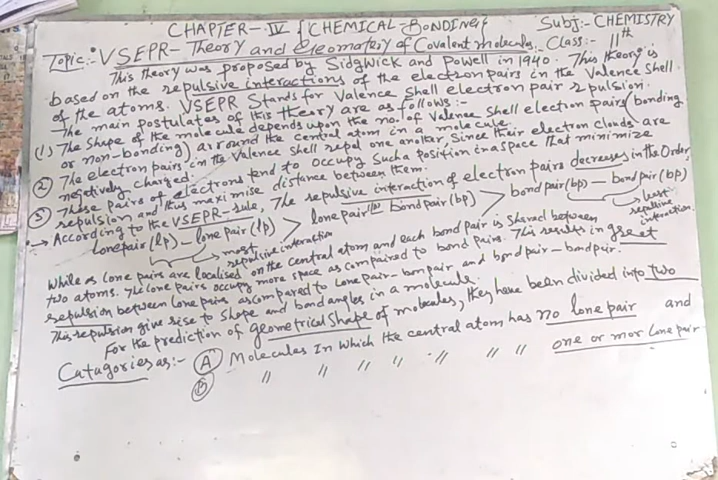 CHAPTER-IV { CHEMICAL-BONDING { Subj:- CHEMISTRY
Topic:- VSEPR- Theory and Geomatery of Covalent molecules. Class:- 11th
This theory was proposed by Sidgwick and Powell in 1940. This theory is
based on the repulsive interactions of the electron pairs in the Valence Shell
of the atoms. VSEPR Stands for Valence Shell electron pair repulsion.
The main postulates of this theory are as follows:-
(1) The Shape of the molecule depends upon the no. of Valence Shell electron pairs (bonding
or non-bonding) around the central atom in a molecule.
(2) The electron pairs in the Valence Shell repel one another, Since their electron clouds are
negatively charged.
(3) These pairs of electrons tend to occupy such a position in space that minimize
repulsion and thus maximise distance between them.
→ According to the VSEPR-rule, The repulsive interaction of electron pairs decreases in the Order,
lone pair (lp) – lone pair (lp) > lone pair (lp) – bond pair (bp) > bond pair (bp) – bond pair (bp)
most repulsive interaction
least repulsive interaction.
While as lone pairs are localised on the central atom and each bond pair is shared between
two atoms. The lone pairs occupy more space as compared to bond pairs. This results in great
repulsion between lone pairs as compared to lone pair- bon pair and bond pair- bond pair.
This repulsion give rise to Shape and bond angles in a molecule.
For the prediction of geometrical shape of molecules, they have been divided into two
Catagories as:- (A) Molecules In which the central atom has no lone pair and
(B) " " " " " " " one or mor lone pair